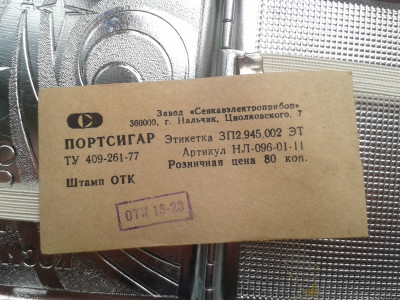 Завод «Севкавэлектроприбор»
360000, г. Нальчик, Циолковского, 7
ПОРТСИГАР Этикетка ЗП2.945.002 ЭТ
ТУ 409-261-77 Артикул НЛ-096-01-11
Розничная цена 80 коп.
Штамп ОТК
ОТК 13-23